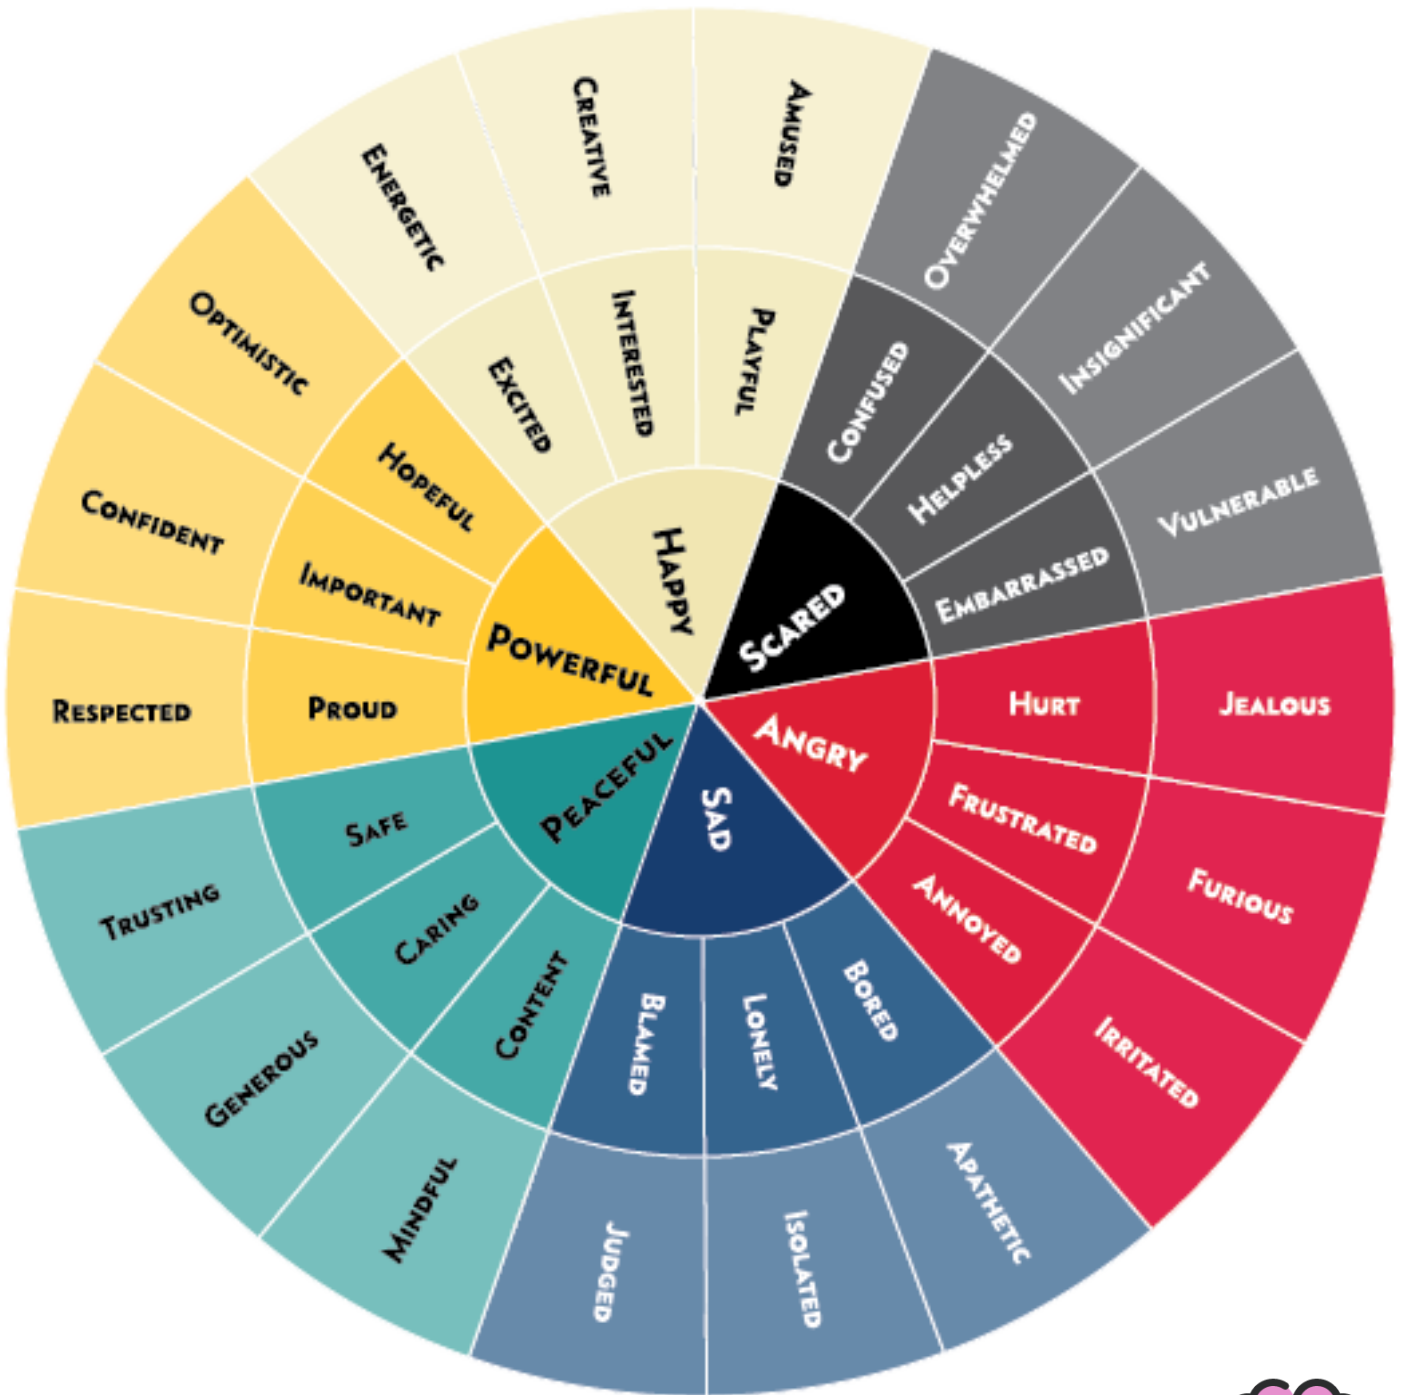 Happy
Excited
Interested
Playful
Energetic
Creative
Amused
Scared
Confused
Helpless
Embarrassed
Overwhelmed
Insignificant
Vulnerable
Angry
Hurt
Frustrated
Annoyed
Jealous
Furious
Irritated
Sad
Bored
Lonely
Blamed
Apathetic
Isolated
Judged
Peaceful
Content
Caring
Safe
Mindful
Generous
Trusting
Powerful
Proud
Important
Hopeful
Respected
Confident
Optimistic